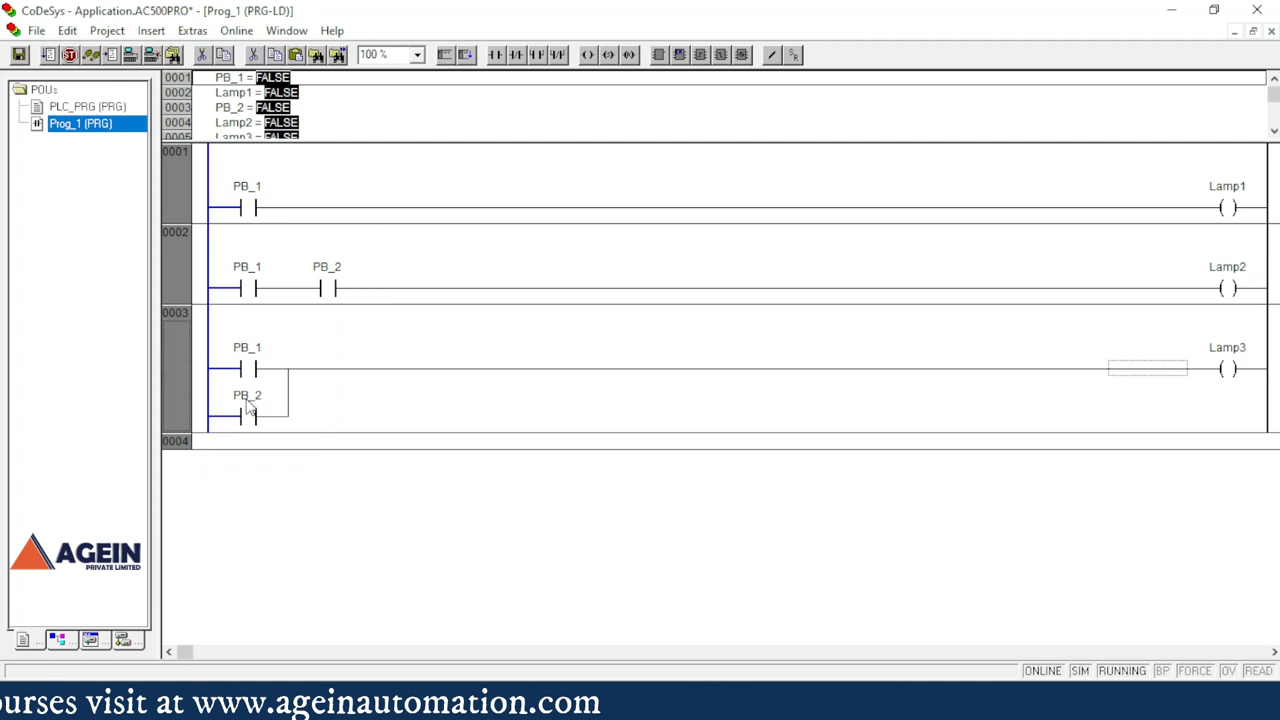 CoDeSys - Application.AC500PRO* - [Prog_1 (PRG-LD)]
File Edit Project Insert Extras Online Window Help
100 %
POUs
PLC_PRG (PRG)
Prog_1 (PRG)
0001 PB_1 = FALSE
0002 Lamp1 = FALSE
0003 PB_2 = FALSE
0004 Lamp2 = FALSE
0005 Lamp3 = FALSE
0001
PB_1 Lamp1
0002
PB_1 PB_2 Lamp2
0003
PB_1 Lamp3
PB_2
0004
AGEIN
PRIVATE LIMITED
ONLINE SIM RUNNING BP FORCE OV READ
ourses visit at www.ageinautomation.com